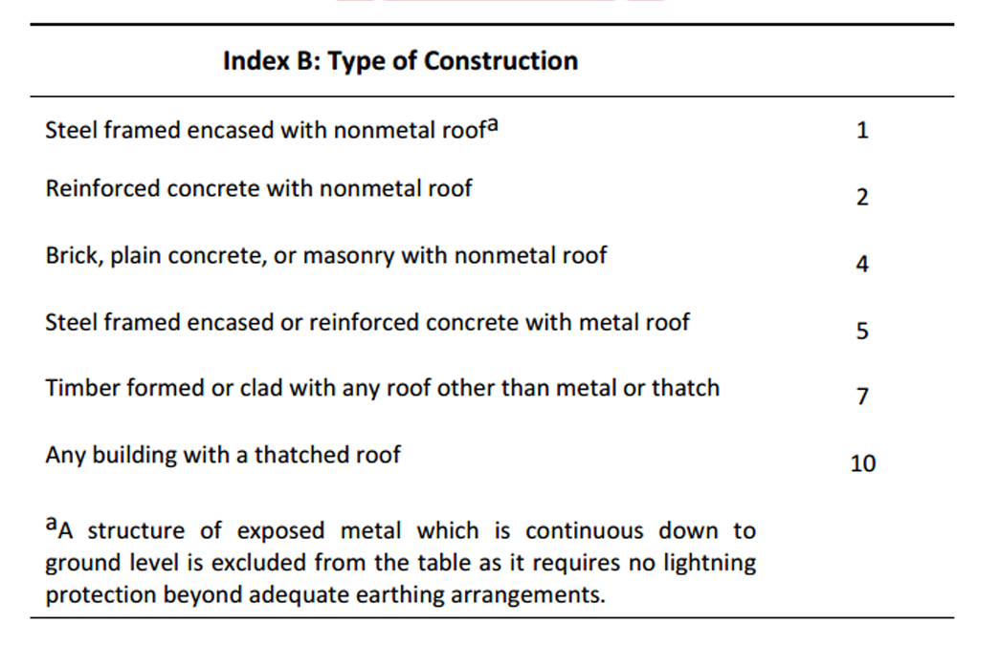 Index B: Type of Construction
Steel framed encased with nonmetal roofa 1
Reinforced concrete with nonmetal roof 2
Brick, plain concrete, or masonry with nonmetal roof 4
Steel framed encased or reinforced concrete with metal roof 5
Timber formed or clad with any roof other than metal or thatch 7
Any building with a thatched roof 10
aA structure of exposed metal which is continuous down to
ground level is excluded from the table as it requires no lightning
protection beyond adequate earthing arrangements.